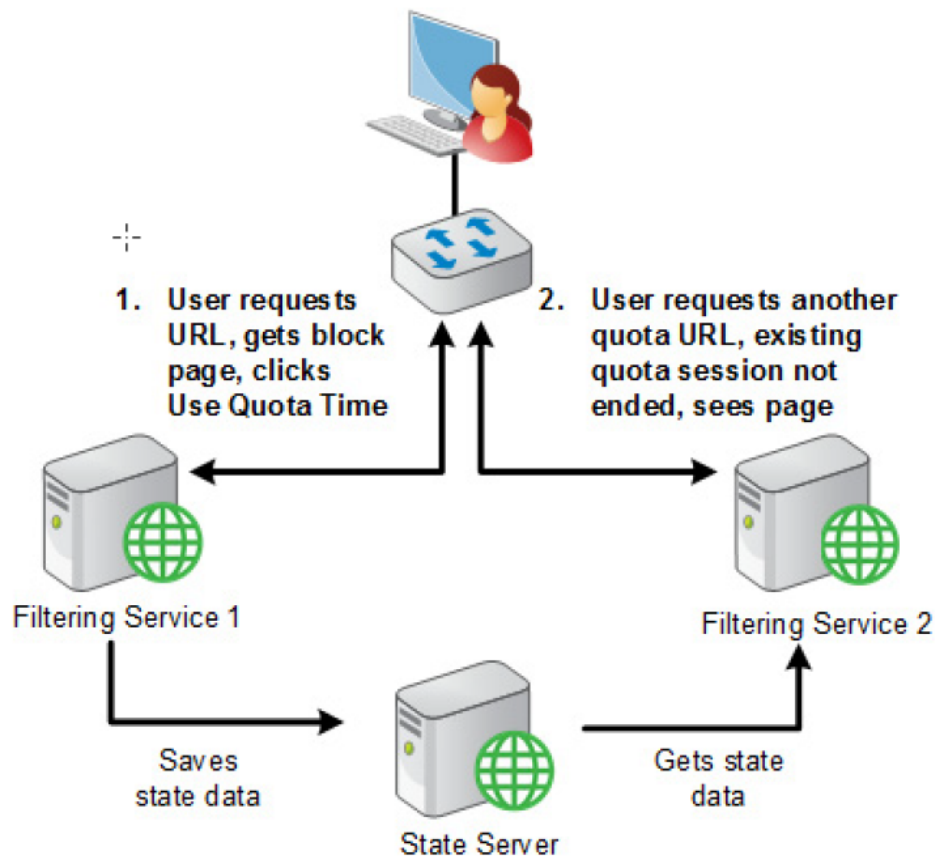 1. User requests
URL, gets block
page, clicks
Use Quota Time
2. User requests another
quota URL, existing
quota session not
ended, sees page
Filtering Service 1
Filtering Service 2
Saves
state data
Gets state
data
State Server